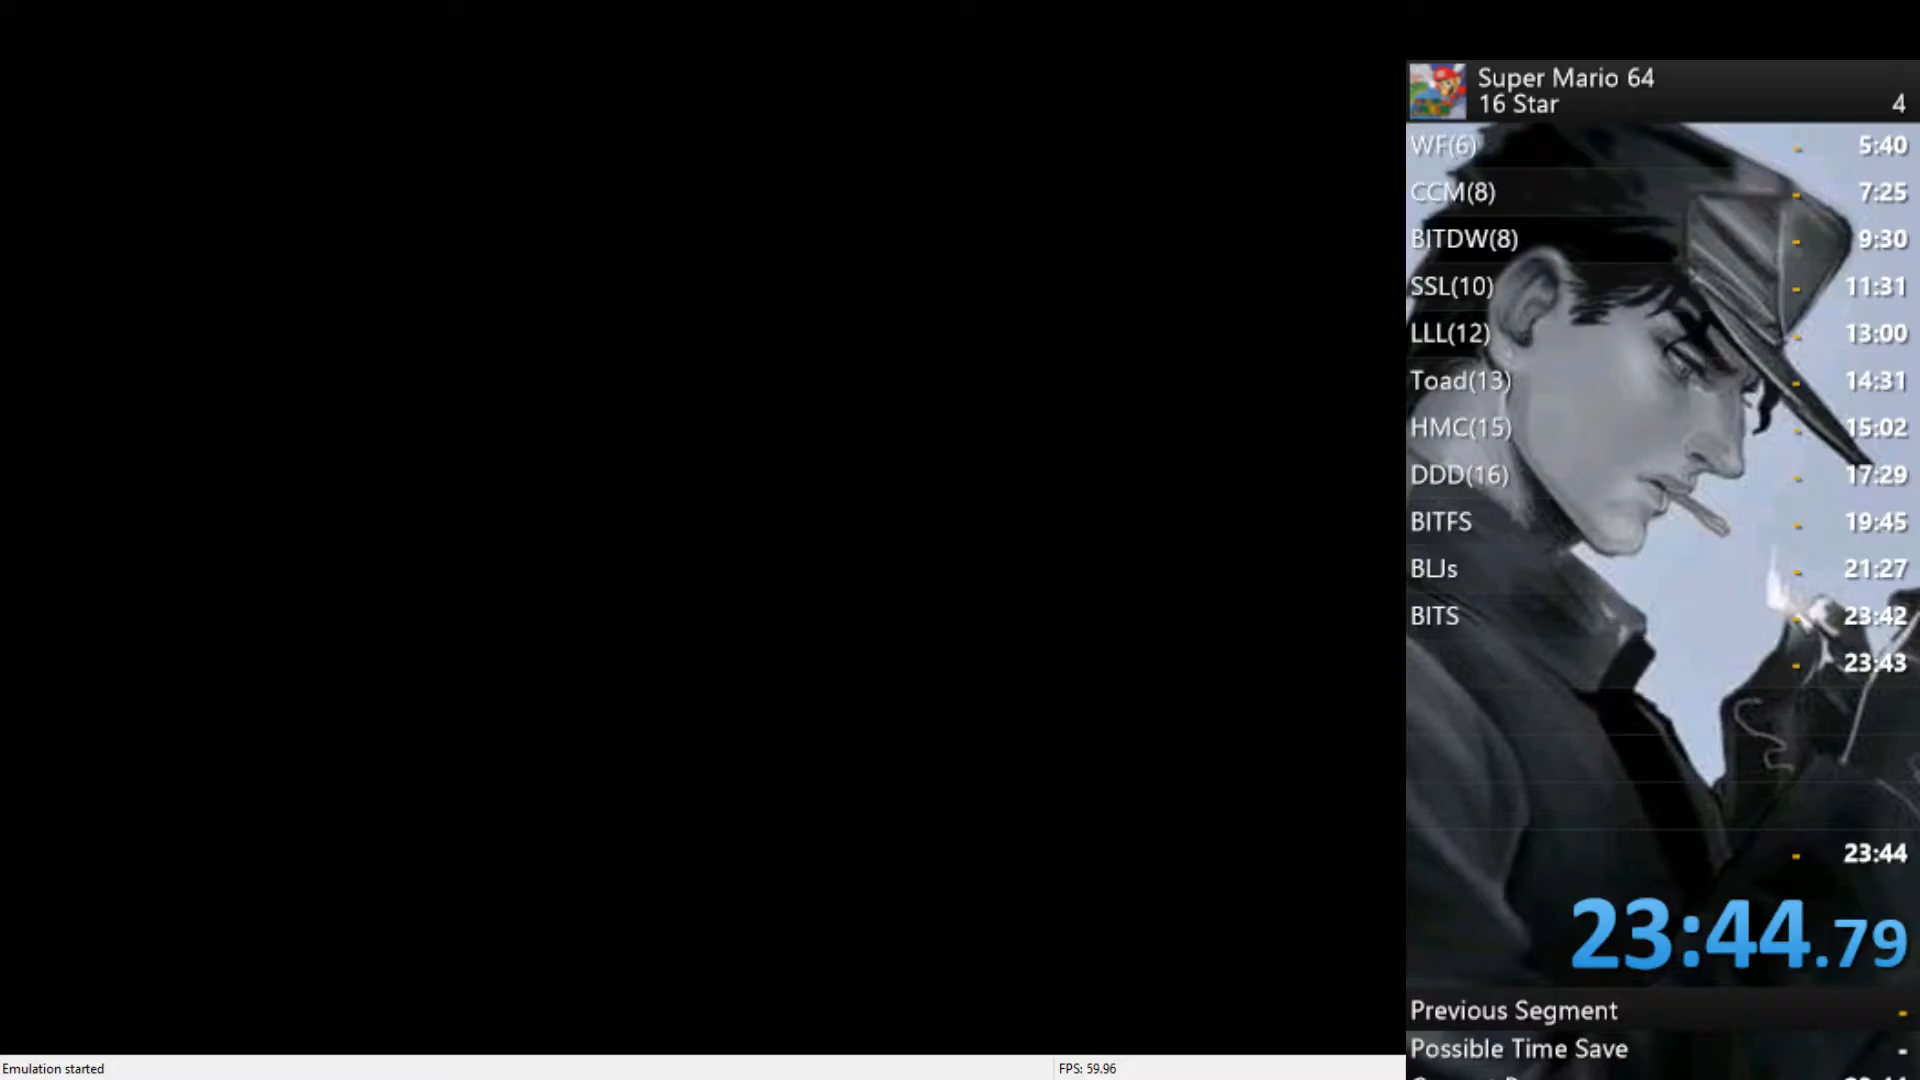 Super Mario 64
16 Star 4
WF(6) - 5:40
CCM(8) - 7:25
BITDW(8) - 9:30
SSL(10) - 11:31
LLL(12) - 13:00
Toad(13) - 14:31
HMC(15) - 15:02
DDD(16) - 17:29
BITFS - 19:45
BLJs - 21:27
BITS - 23:42
- 23:43
- 23:44
23:44.79
Previous Segment -
Possible Time Save -
Emulation started FPS: 59.96